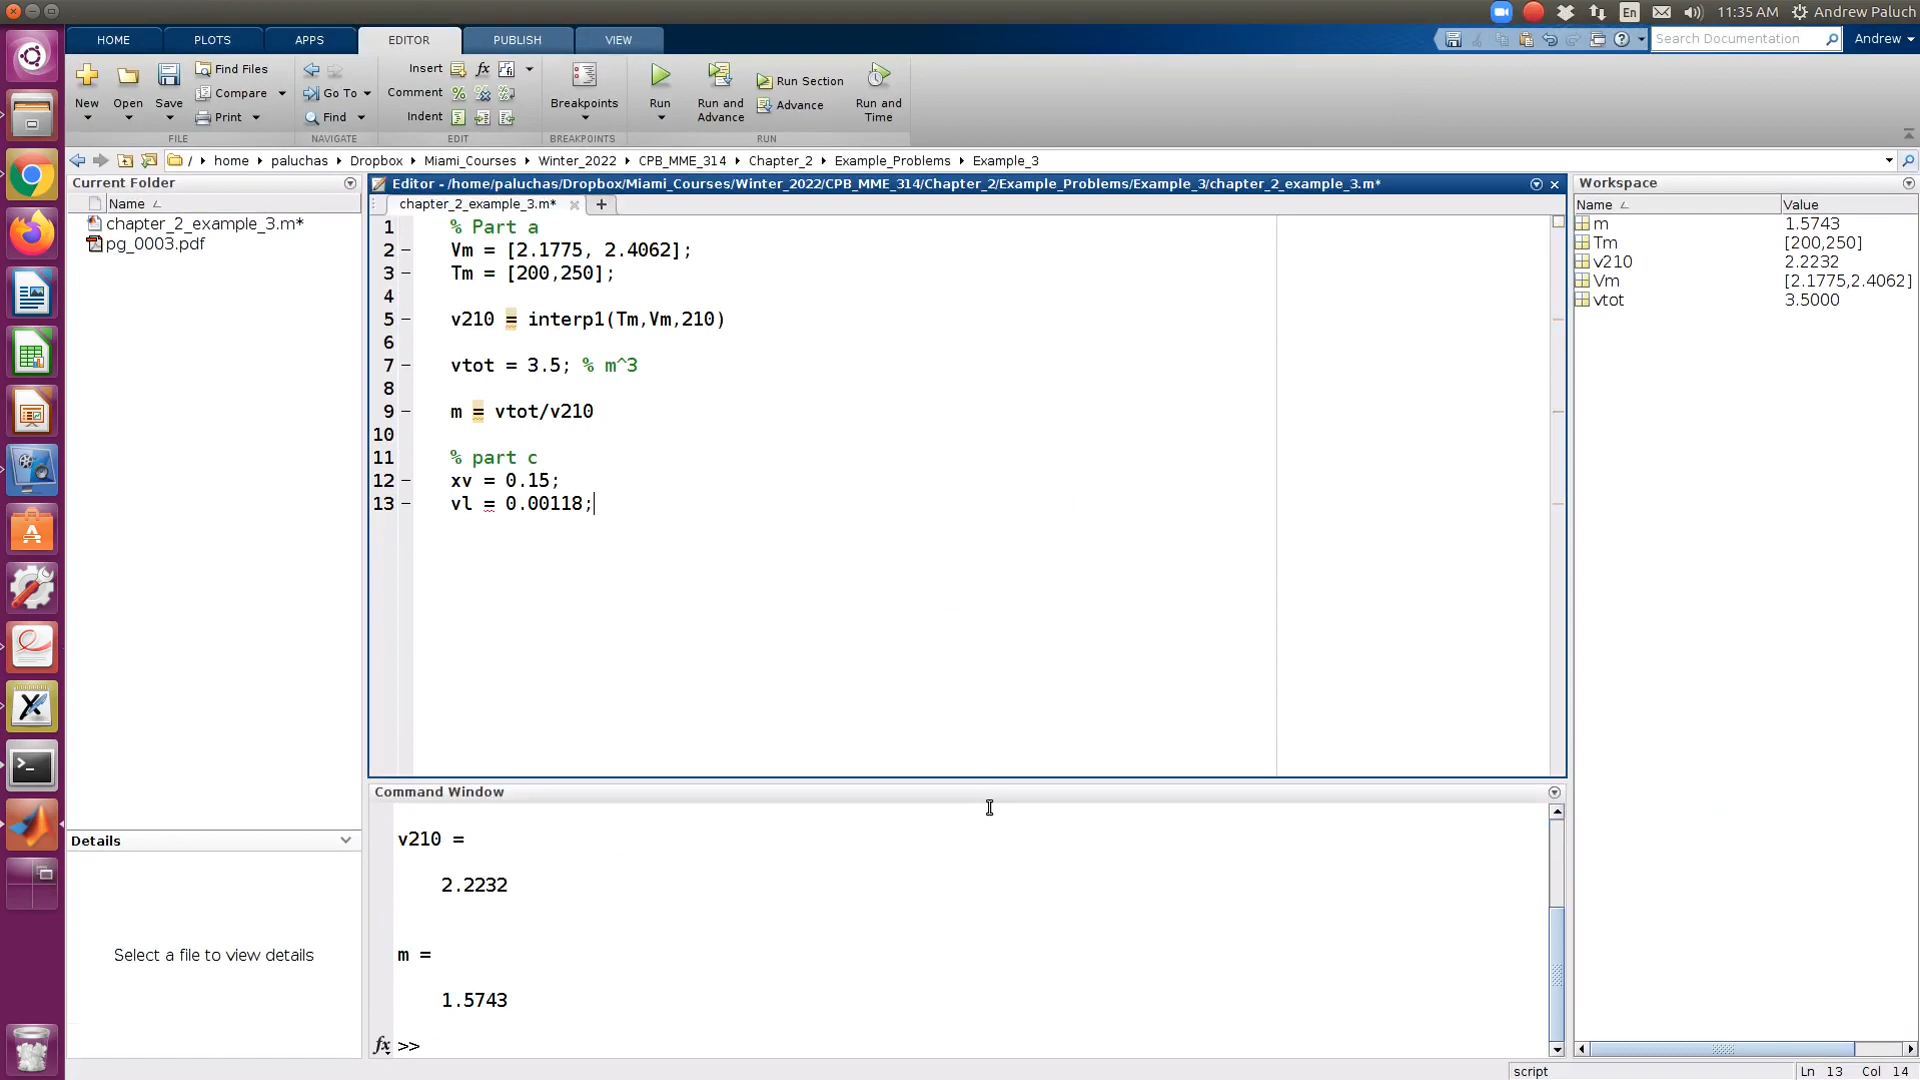 11:35 AM
Andrew Paluch
En
HOME
PLOTS
APPS
EDITOR
PUBLISH
VIEW
Search Documentation
Andrew
New
Open
Save
Find Files
Compare
Print
FILE
Go To
Find
NAVIGATE
Insert
fx
Comment
Indent
EDIT
Breakpoints
BREAKPOINTS
Run
Run and Advance
Run Section
Advance
Run and Time
RUN
/ home paluchas Dropbox Miami_Courses Winter_2022 CPB_MME_314 Chapter_2 Example_Problems Example_3
Current Folder
Name
chapter_2_example_3.m*
pg_0003.pdf
Details
Select a file to view details
Editor - /home/paluchas/Dropbox/Miami_Courses/Winter_2022/CPB_MME_314/Chapter_2/Example_Problems/Example_3/chapter_2_example_3.m*
chapter_2_example_3.m*
1 % Part a
2 – Vm = [2.1775, 2.4062];
3 – Tm = [200,250];
4
5 – v210 = interp1(Tm,Vm,210)
6
7 – vtot = 3.5; % m^3
8
9 – m = vtot/v210
10
11 % part c
12 – xv = 0.15;
13 – vl = 0.00118;
Command Window
v210 =
2.2232
m =
1.5743
fx >>
Workspace
Name Value
m 1.5743
Tm [200,250]
v210 2.2232
Vm [2.1775,2.4062]
vtot 3.5000
script
Ln 13 Col 14